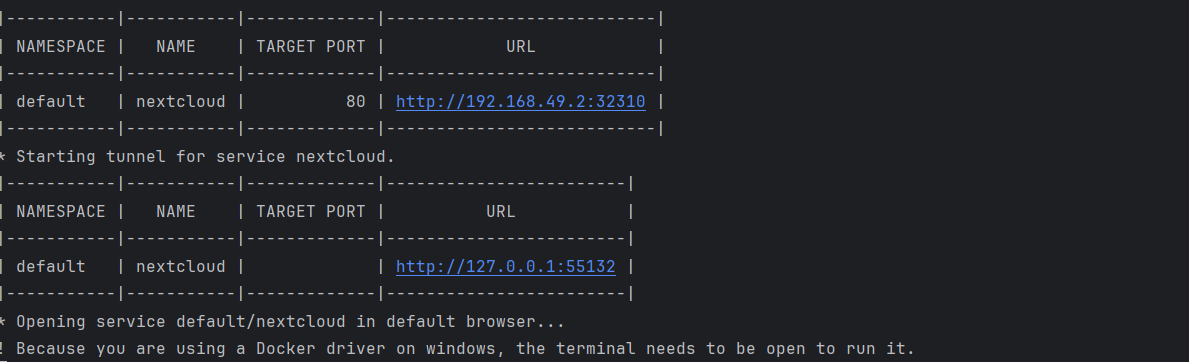 |-----------|-----------|-------------|---------------------------|
| NAMESPACE |   NAME    | TARGET PORT |            URL            |
|-----------|-----------|-------------|---------------------------|
| default   | nextcloud |          80 | http://192.168.49.2:32310 |
|-----------|-----------|-------------|---------------------------|
* Starting tunnel for service nextcloud.
|-----------|-----------|-------------|------------------------|
| NAMESPACE |   NAME    | TARGET PORT |          URL           |
|-----------|-----------|-------------|------------------------|
| default   | nextcloud |             | http://127.0.0.1:55132 |
|-----------|-----------|-------------|------------------------|
* Opening service default/nextcloud in default browser...
! Because you are using a Docker driver on windows, the terminal needs to be open to run it.